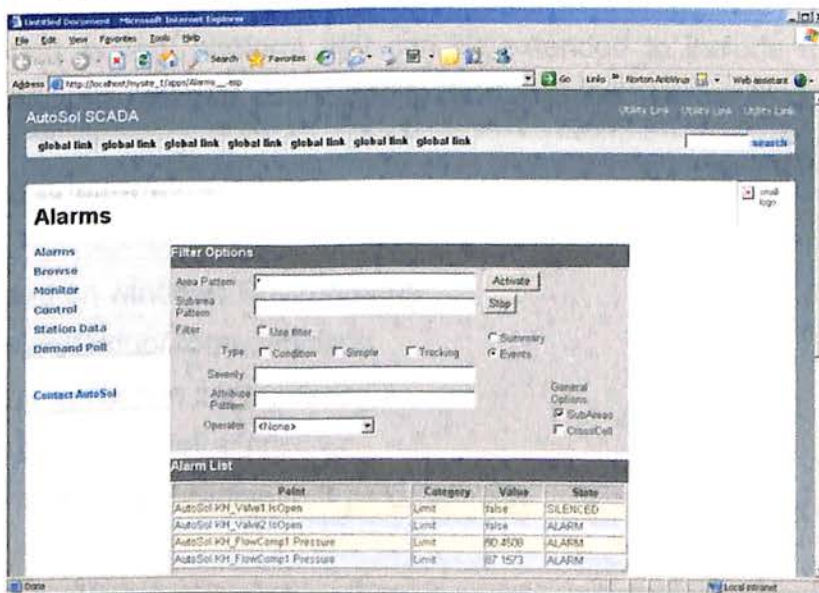 Untitled Document - Microsoft Internet Explorer
File Edit View Favorites Tools Help
Search Favorites
Address http://localhost/mysite_1/apps/Alarms__.asp Go Links » Norton AntiVirus Web assistant
AutoSol SCADA
Utility Link Utility Link Utility Link
global link global link global link global link global link global link global link
search
small logo
Alarms
Alarms
Browse
Monitor
Control
Station Data
Demand Poll
Contact AutoSol
Filter Options
Area Pattern * Activate
Subarea Pattern Stop
Filter Use filter
Summary
Type Condition Simple Tracking Events
Severity
Attribute Pattern
General Options
SubAreas
Operator <None>
CrossCell
Alarm List
Point Category Value State
AutoSol.KH_Valve1.IsOpen Limit false SILENCED
AutoSol.KH_Valve2.IsOpen Limit false ALARM
AutoSol.KH_FlowComp1.Pressure Limit 60.4508 ALARM
AutoSol.KH_FlowComp1.Pressure Limit 87.1573 ALARM
Done Local intranet